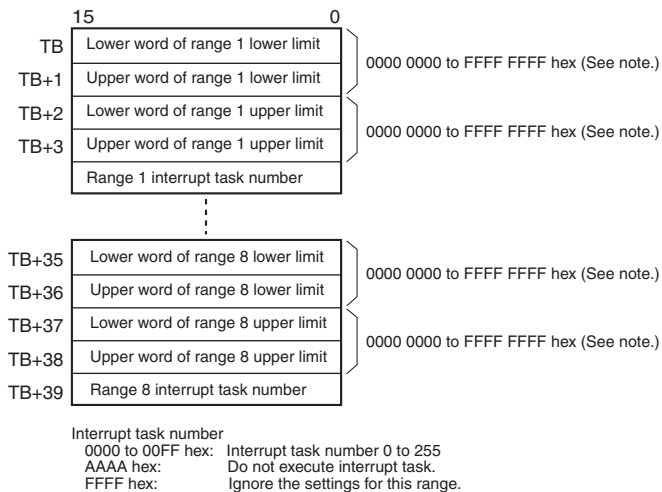 15 0
TB Lower word of range 1 lower limit
TB+1 Upper word of range 1 lower limit
0000 0000 to FFFF FFFF hex (See note.)
TB+2 Lower word of range 1 upper limit
TB+3 Upper word of range 1 upper limit
0000 0000 to FFFF FFFF hex (See note.)
Range 1 interrupt task number
TB+35 Lower word of range 8 lower limit
TB+36 Upper word of range 8 lower limit
0000 0000 to FFFF FFFF hex (See note.)
TB+37 Lower word of range 8 upper limit
TB+38 Upper word of range 8 upper limit
0000 0000 to FFFF FFFF hex (See note.)
TB+39 Range 8 interrupt task number
Interrupt task number
0000 to 00FF hex: Interrupt task number 0 to 255
AAAA hex: Do not execute interrupt task.
FFFF hex: Ignore the settings for this range.